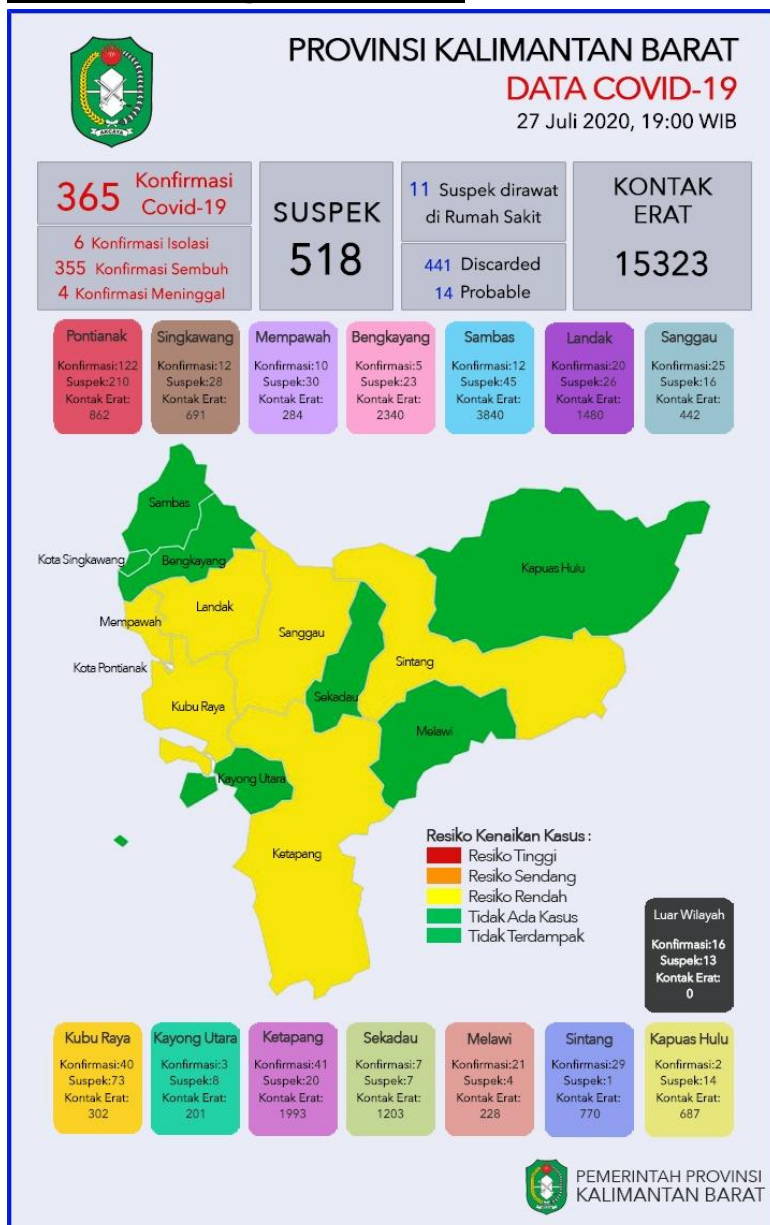 PROVINSI KALIMANTAN BARAT
DATA COVID-19
27 Juli 2020, 19:00 WIB
AKCAYA
365 Konfirmasi
Covid-19
6 Konfirmasi Isolasi
355 Konfirmasi Sembuh
4 Konfirmasi Meninggal
SUSPEK
518
11 Suspek dirawat
di Rumah Sakit
441 Discarded
14 Probable
KONTAK
ERAT
15323
Pontianak
Konfirmasi:122
Suspek:210
Kontak Erat:
862
Singkawang
Konfirmasi:12
Suspek:28
Kontak Erat:
691
Mempawah
Konfirmasi:10
Suspek:30
Kontak Erat:
284
Bengkayang
Konfirmasi:5
Suspek:23
Kontak Erat:
2340
Sambas
Konfirmasi:12
Suspek:45
Kontak Erat:
3840
Landak
Konfirmasi:20
Suspek:26
Kontak Erat:
1480
Sanggau
Konfirmasi:25
Suspek:16
Kontak Erat:
442
Sambas
Kota Singkawang
Bengkayang
Kapuas Hulu
Landak
Mempawah
Sanggau
Kota Pontianak
Sintang
Sekadau
Kubu Raya
Melawi
Kayong Utara
Ketapang
Resiko Kenaikan Kasus :
Resiko Tinggi
Resiko Sendang
Resiko Rendah
Tidak Ada Kasus
Tidak Terdampak
Luar Wilayah
Konfirmasi:16
Suspek:13
Kontak Erat:
0
Kubu Raya
Konfirmasi:40
Suspek:73
Kontak Erat:
302
Kayong Utara
Konfirmasi:3
Suspek:8
Kontak Erat:
201
Ketapang
Konfirmasi:41
Suspek:20
Kontak Erat:
1993
Sekadau
Konfirmasi:7
Suspek:7
Kontak Erat:
1203
Melawi
Konfirmasi:21
Suspek:4
Kontak Erat:
228
Sintang
Konfirmasi:29
Suspek:1
Kontak Erat:
770
Kapuas Hulu
Konfirmasi:2
Suspek:14
Kontak Erat:
687
PEMERINTAH PROVINSI
KALIMANTAN BARAT